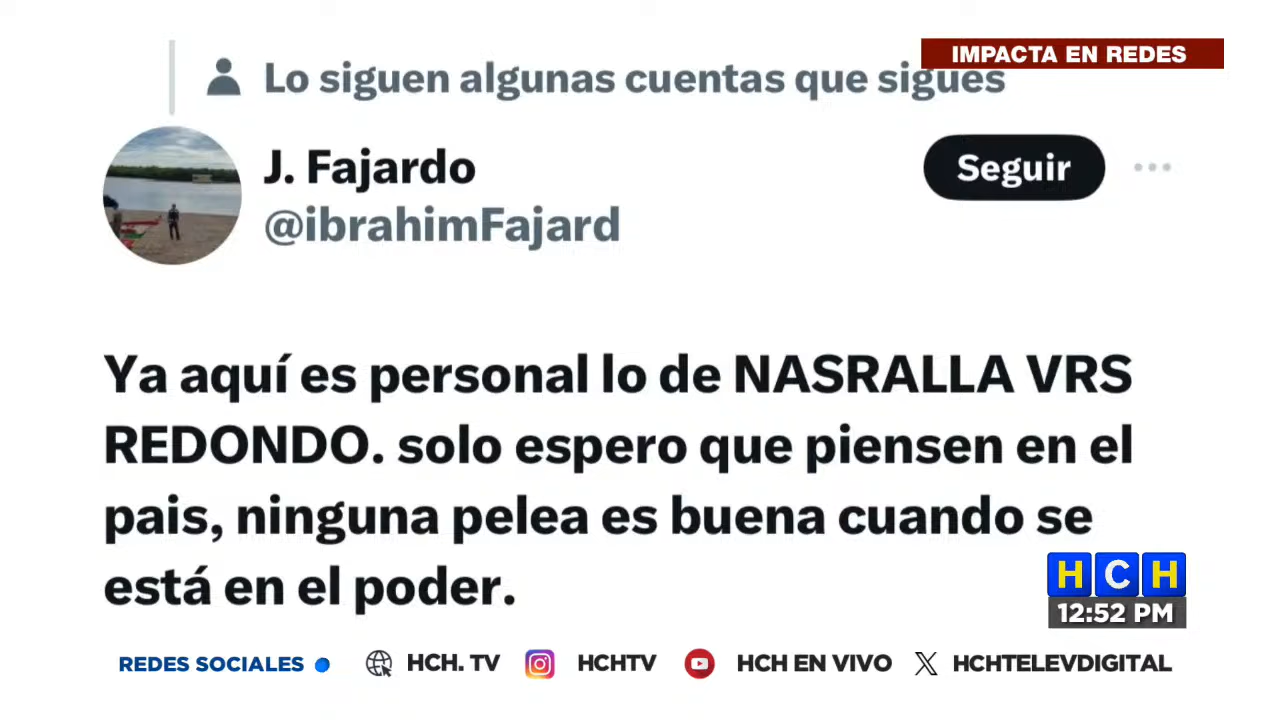 IMPACTA EN REDES
Lo siguen algunas cuentas que sigues
J. Fajardo
Seguir
@ibrahimFajard
Ya aquí es personal lo de NASRALLA VRS
REDONDO. solo espero que piensen en el
pais, ninguna pelea es buena cuando se
está en el poder.
HCH
12:52 PM
REDES SOCIALES
HCH. TV
HCHTV
HCH EN VIVO
HCHTELEVDIGITAL